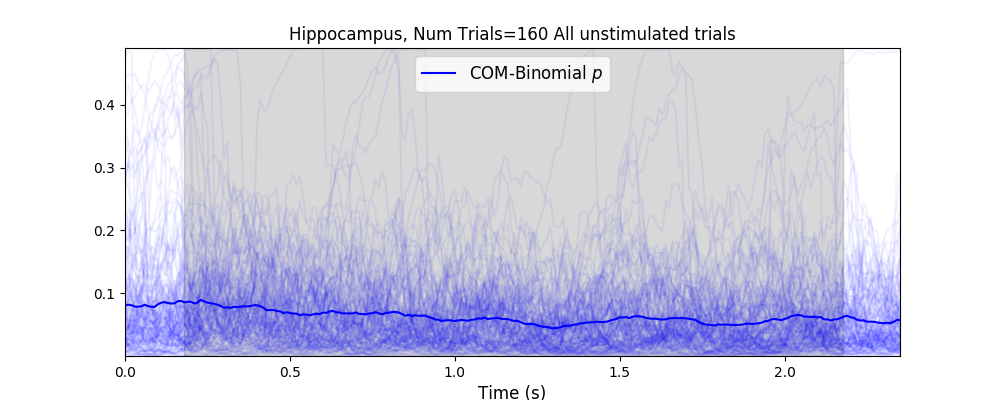 Hippocampus, Num Trials=160 All unstimulated trials
COM-Binomial p
0.4
0.3
0.2
0.1
0.0 0.5 1.0 1.5 2.0
Time (s)